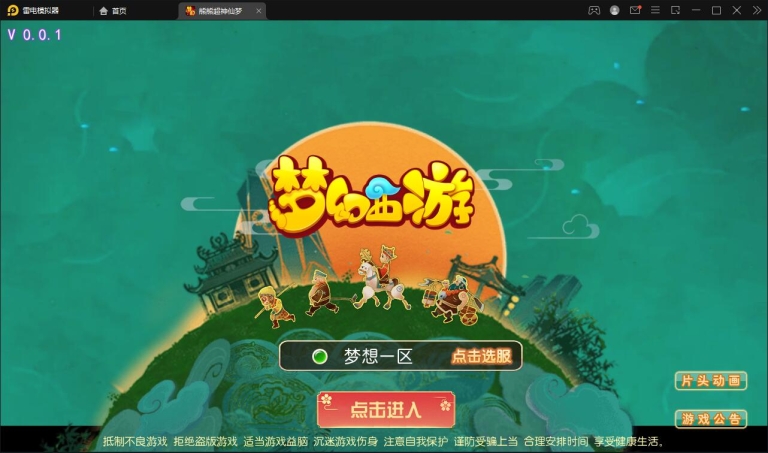 雷电模拟器
首页
熊熊超神仙梦
V 0.0.1
梦幻西游
梦想一区 点击选服
点击进入
片头动画
游戏公告
抵制不良游戏 拒绝盗版游戏 适当游戏益脑 沉迷游戏伤身 注意自我保护 谨防受骗上当 合理安排时间 享受健康生活。